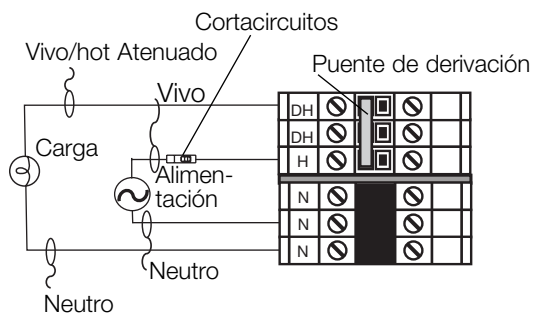 Cortacircuitos
Vivo/hot Atenuado
Puente de derivación
Vivo
DH
DH
Carga
H
Alimen-
tación
N
N
N
Neutro
Neutro